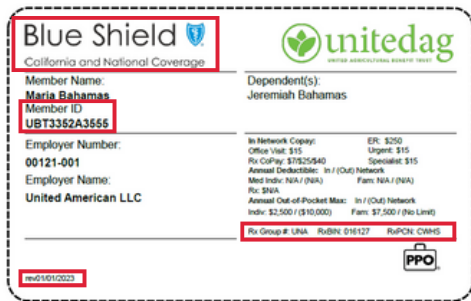 Blue Shield
California and National Coverage
unitedag
UNITED AGRICULTURAL BENEFIT TRUST
Member Name:
Maria Bahamas
Member ID
UBT3352A3555
Employer Number:
00121-001
Employer Name:
United American LLC
rev01/01/2023
Dependent(s):
Jeremiah Bahamas
In Network Copay: ER: $250
Office Visit: $15 Urgent: $15
Rx CoPay: $7/$25/$40 Specialist: $15
Annual Deductible: In / (Out) Network
Med Indiv: N/A / (N/A) Fam: N/A / (N/A)
Rx: $N/A
Annual Out-of-Pocket Max: In / (Out) Network
Indiv: $2,500 / ($10,000) Fam: $7,500 / (No Limit)
Rx Group #: UNA RxBIN: 016127 RxPCN: CWHS
PPO